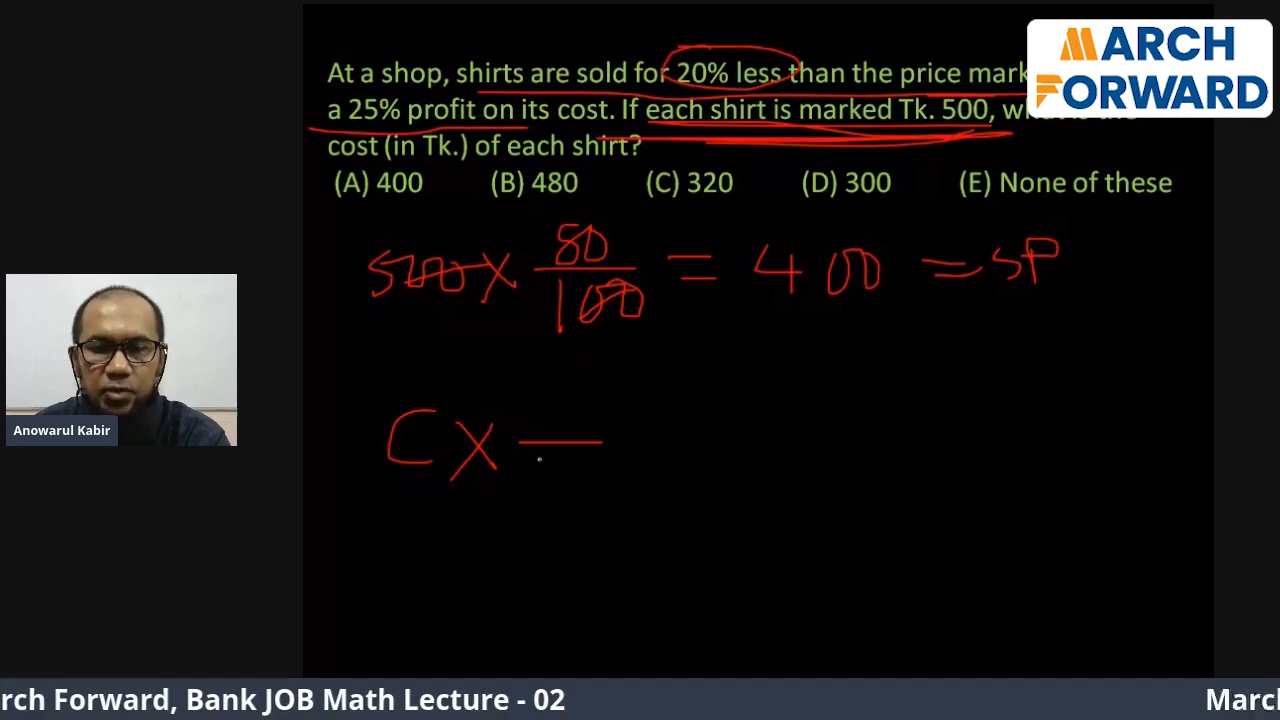 MARCH
FORWARD
At a shop, shirts are sold for 20% less than the price mark
a 25% profit on its cost. If each shirt is marked Tk. 500,
cost (in Tk.) of each shirt?
(A) 400 (B) 480 (C) 320 (D) 300 (E) None of these
500 X 80/100 = 400 = SP
C X
Anowarul Kabir
rch Forward, Bank JOB Math Lecture - 02 March